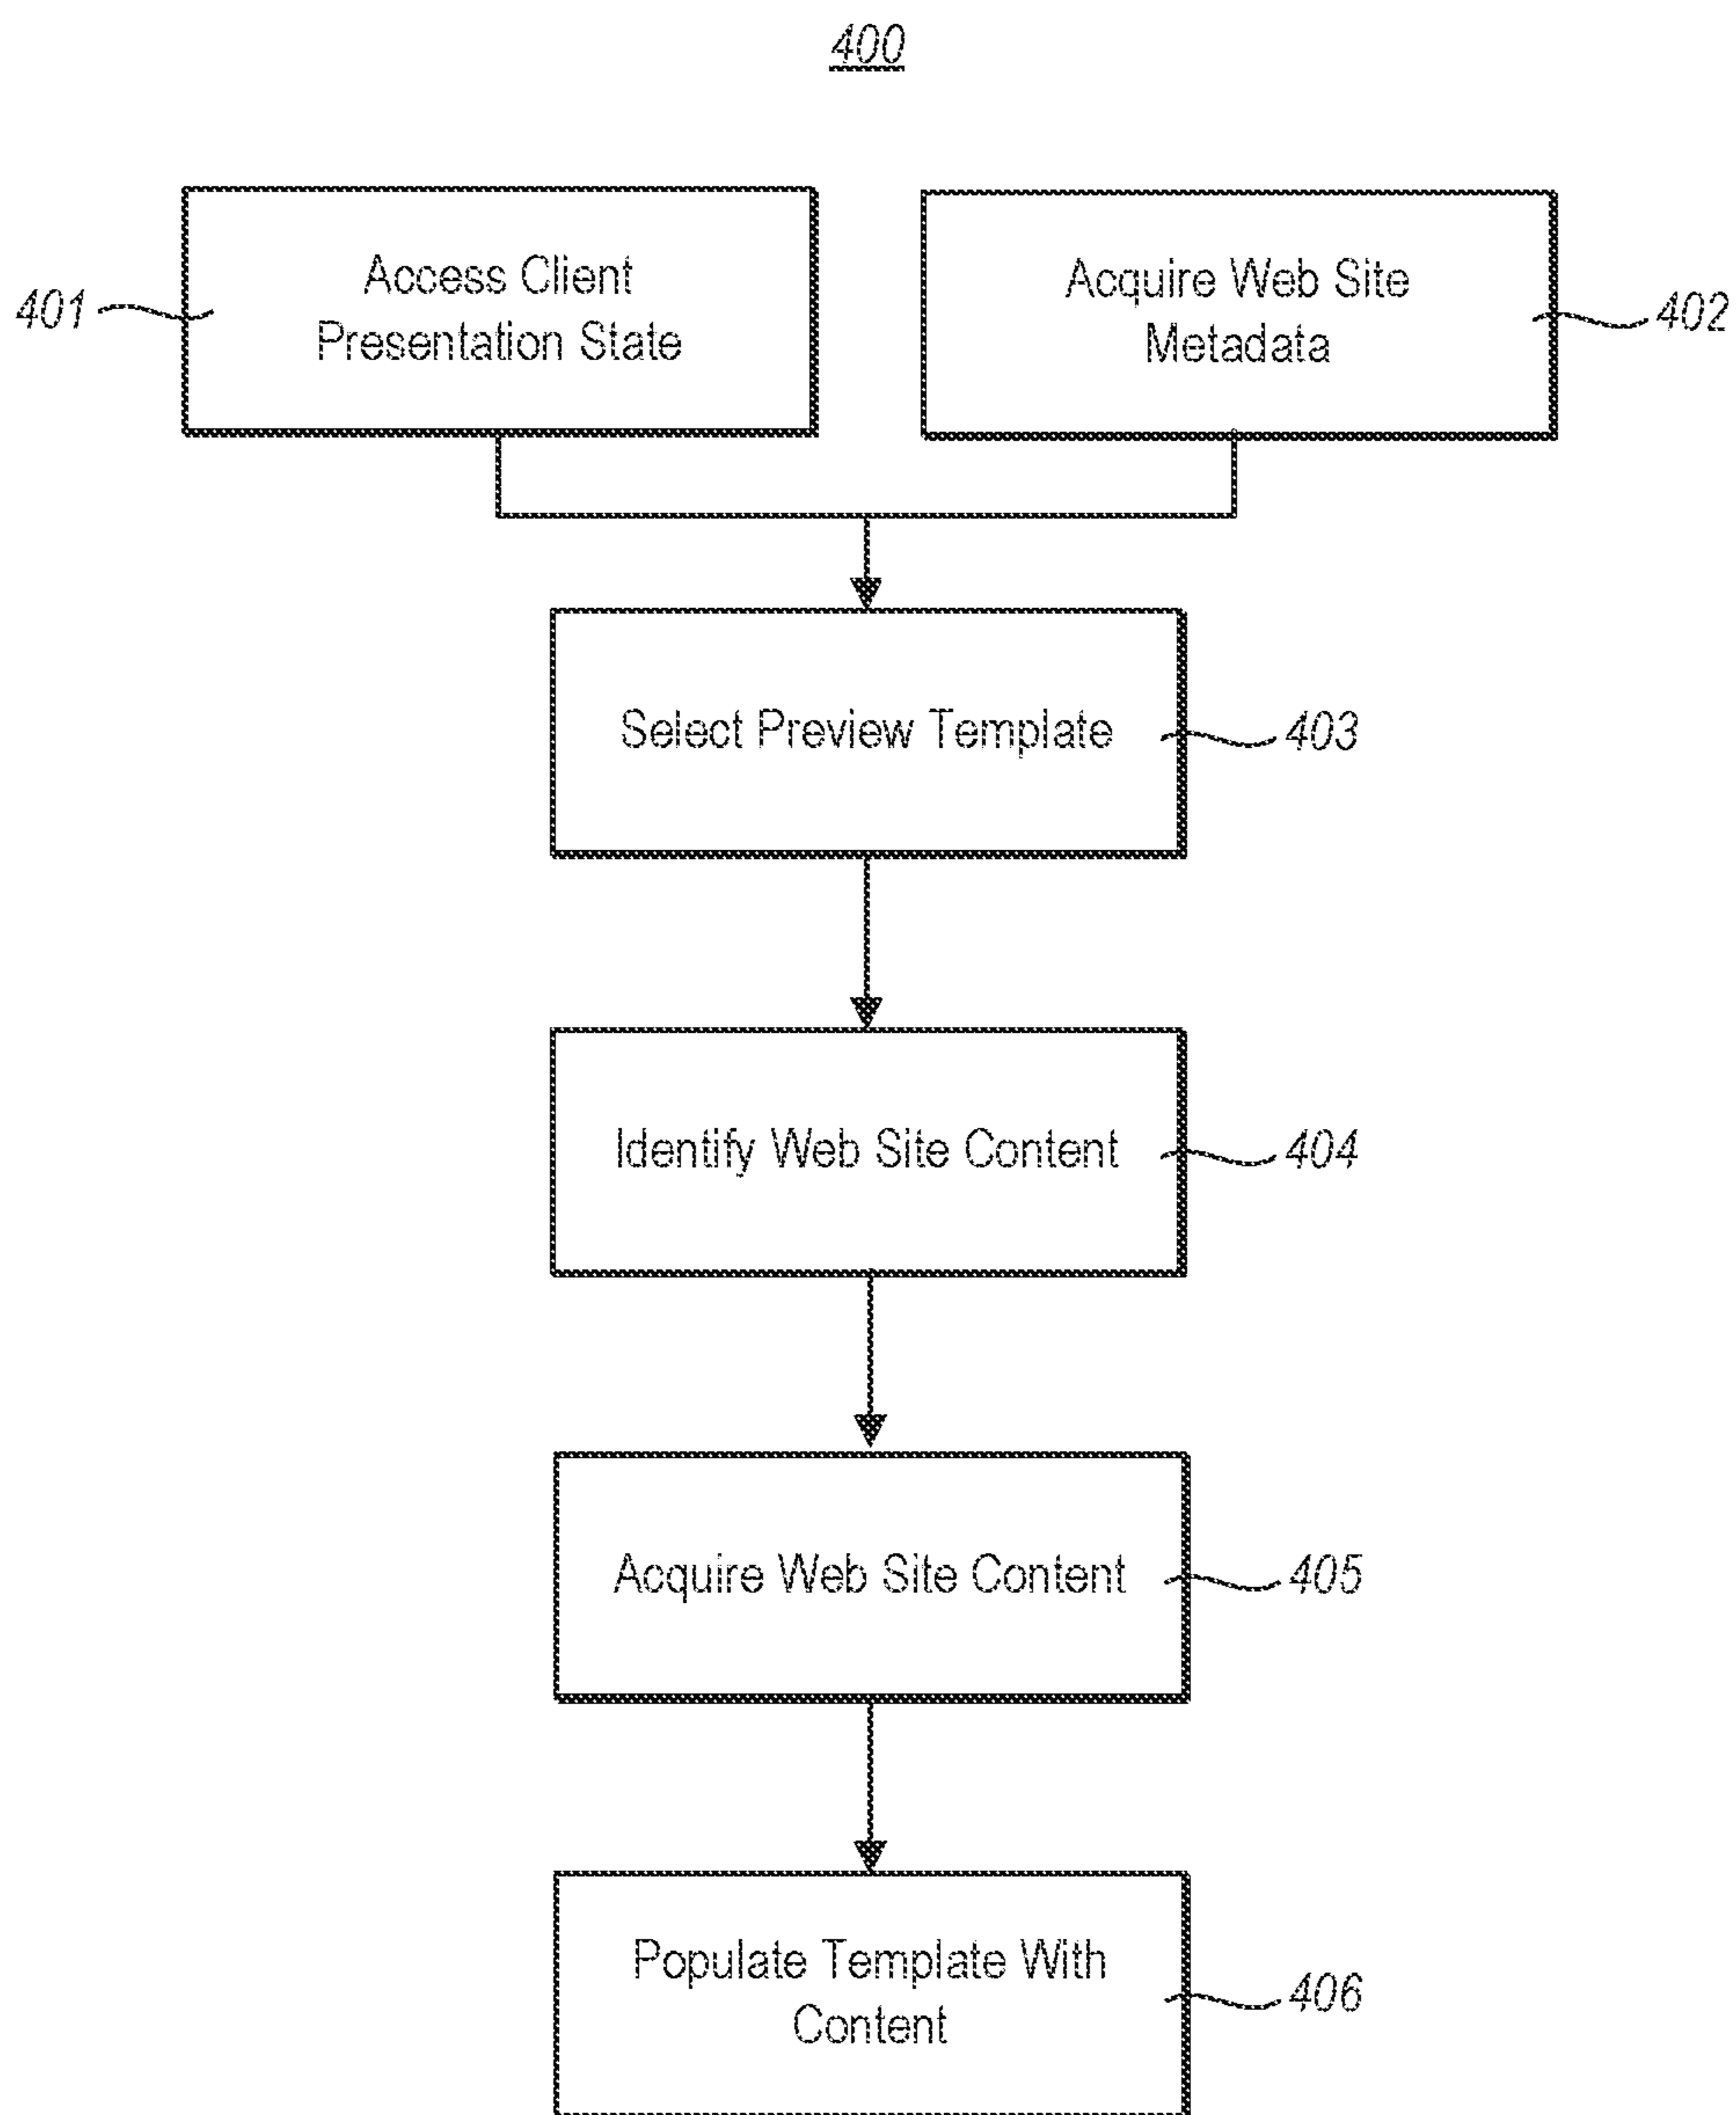 400
Access Client
Presentation State
401
Acquire Web Site
Metadata
402
Select Preview Template
403
Identify Web Site Content
404
Acquire Web Site Content
405
Populate Template With
Content
406